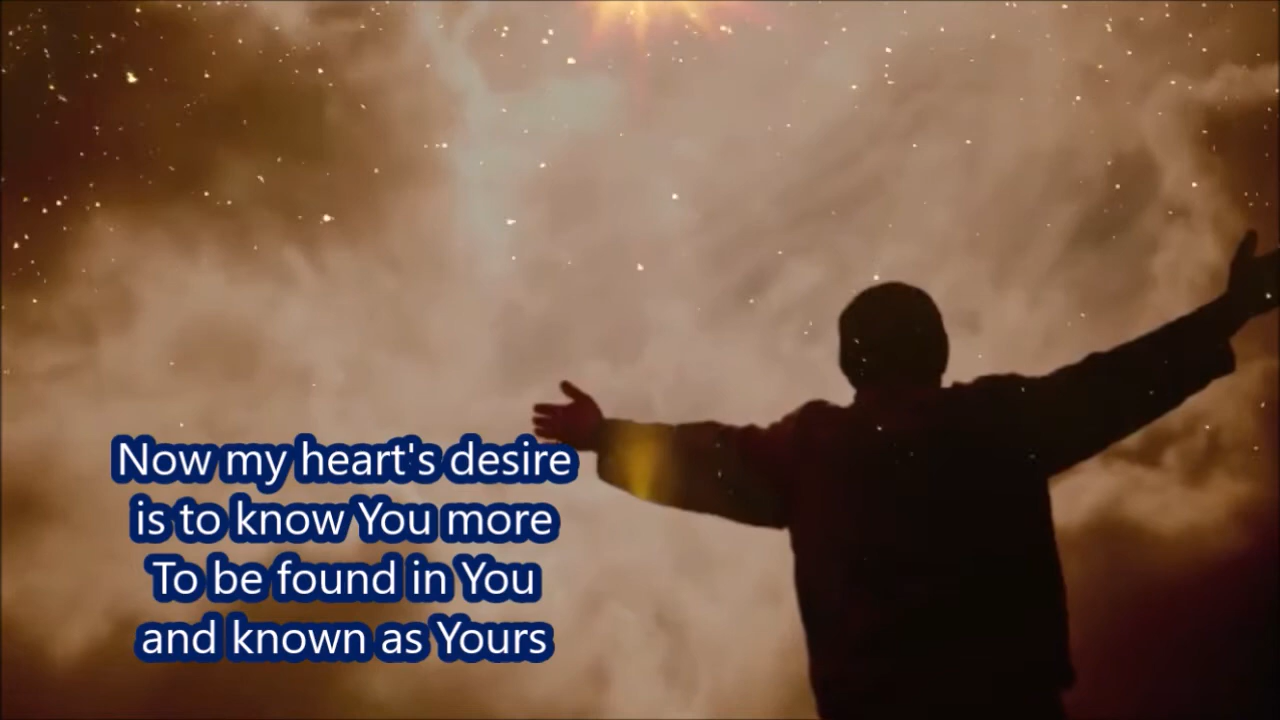 Now my heart's desire
is to know You more
To be found in You
and known as Yours